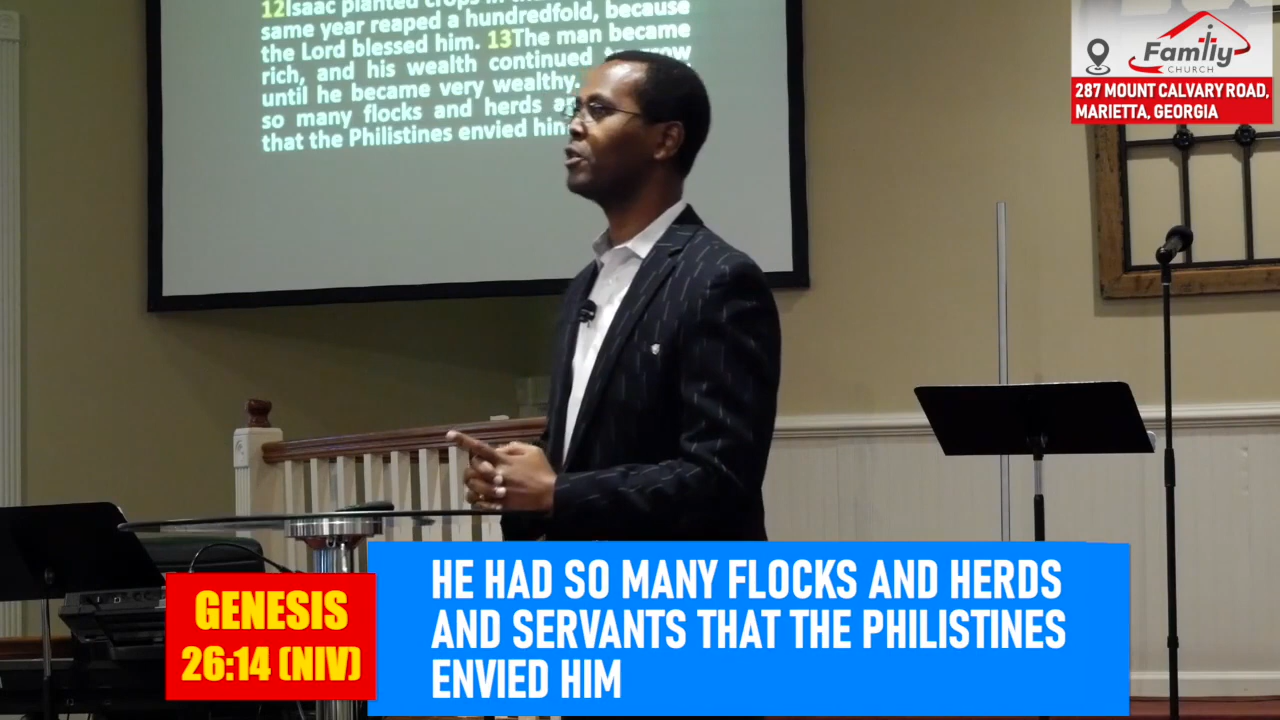 12Isaac planted crops in
same year reaped a hundredfold, because
the Lord blessed him. 13The man became
rich, and his wealth continued
until he became very wealthy.
so many flocks and herds
that the Philistines envied him
Family
CHURCH
287 MOUNT CALVARY ROAD,
MARIETTA, GEORGIA
GENESIS
26:14 (NIV)
HE HAD SO MANY FLOCKS AND HERDS
AND SERVANTS THAT THE PHILISTINES
ENVIED HIM